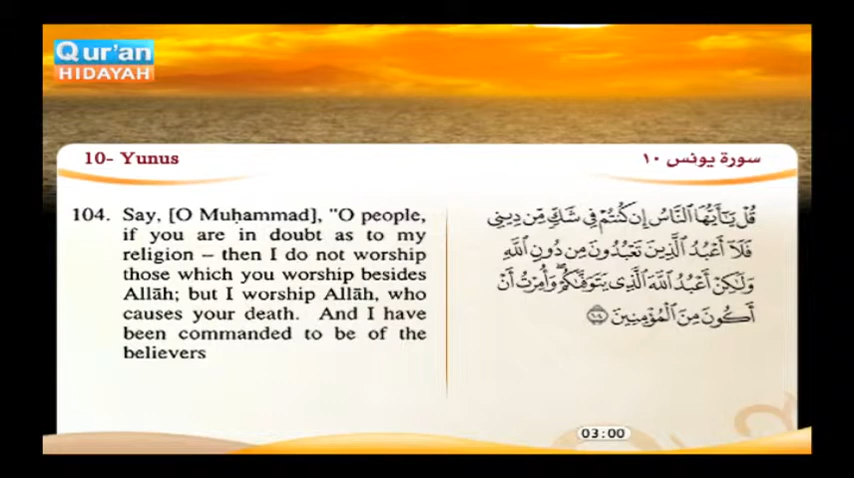 Qur'an
HIDAYAH
10- Yunus
سورة يونس ١٠
104. Say, [O Muḥammad], "O people,
if you are in doubt as to my
religion – then I do not worship
those which you worship besides
Allāh; but I worship Allāh, who
causes your death. And I have
been commanded to be of the
believers
قُلْ يَـٰٓأَيُّهَا ٱلنَّاسُ إِن كُنتُمْ فِى شَكٍّ مِّن دِينِى
فَلَآ أَعْبُدُ ٱلَّذِينَ تَعْبُدُونَ مِن دُونِ ٱللَّهِ
وَلَـٰكِنْ أَعْبُدُ ٱللَّهَ ٱلَّذِى يَتَوَفَّىٰكُمْ ۖ وَأُمِرْتُ أَنْ
أَكُونَ مِنَ ٱلْمُؤْمِنِينَ ١٠٤
03:00